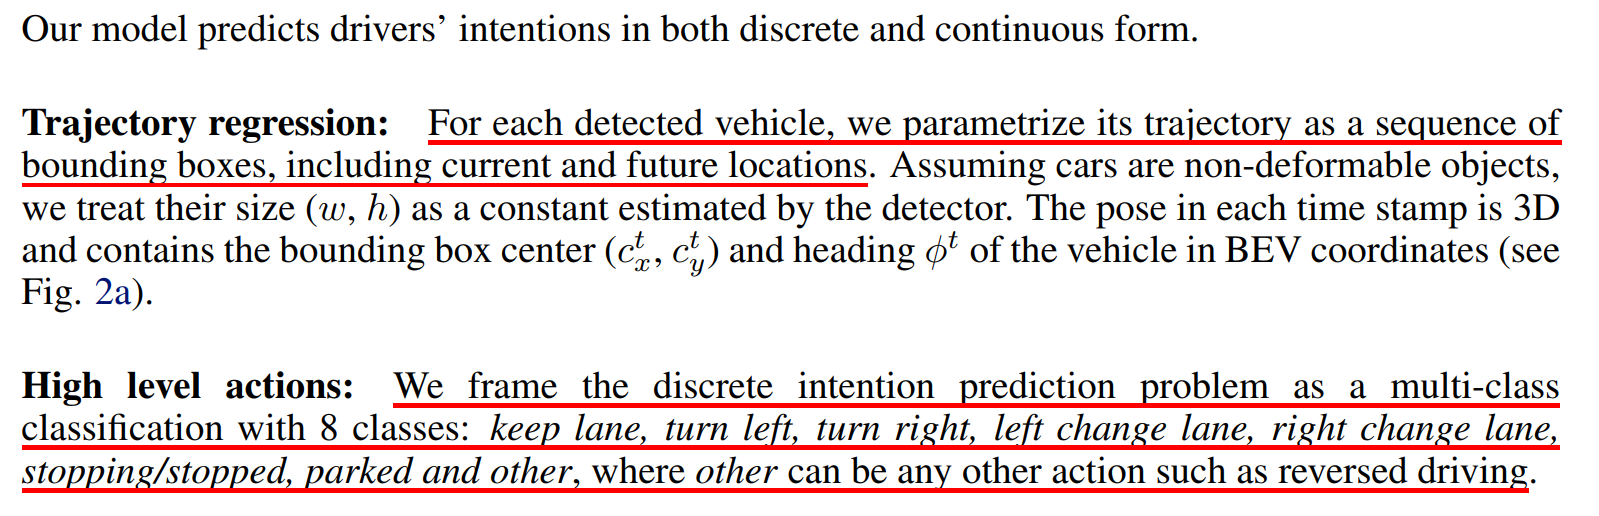 Our model predicts drivers’ intentions in both discrete and continuous form.
Trajectory regression: For each detected vehicle, we parametrize its trajectory as a sequence of
bounding boxes, including current and future locations. Assuming cars are non-deformable objects,
we treat their size (w, h) as a constant estimated by the detector. The pose in each time stamp is 3D
and contains the bounding box center (c_x^t, c_y^t) and heading ϕ^t of the vehicle in BEV coordinates (see
Fig. 2a).
High level actions: We frame the discrete intention prediction problem as a multi-class
classification with 8 classes: keep lane, turn left, turn right, left change lane, right change lane,
stopping/stopped, parked and other, where other can be any other action such as reversed driving.